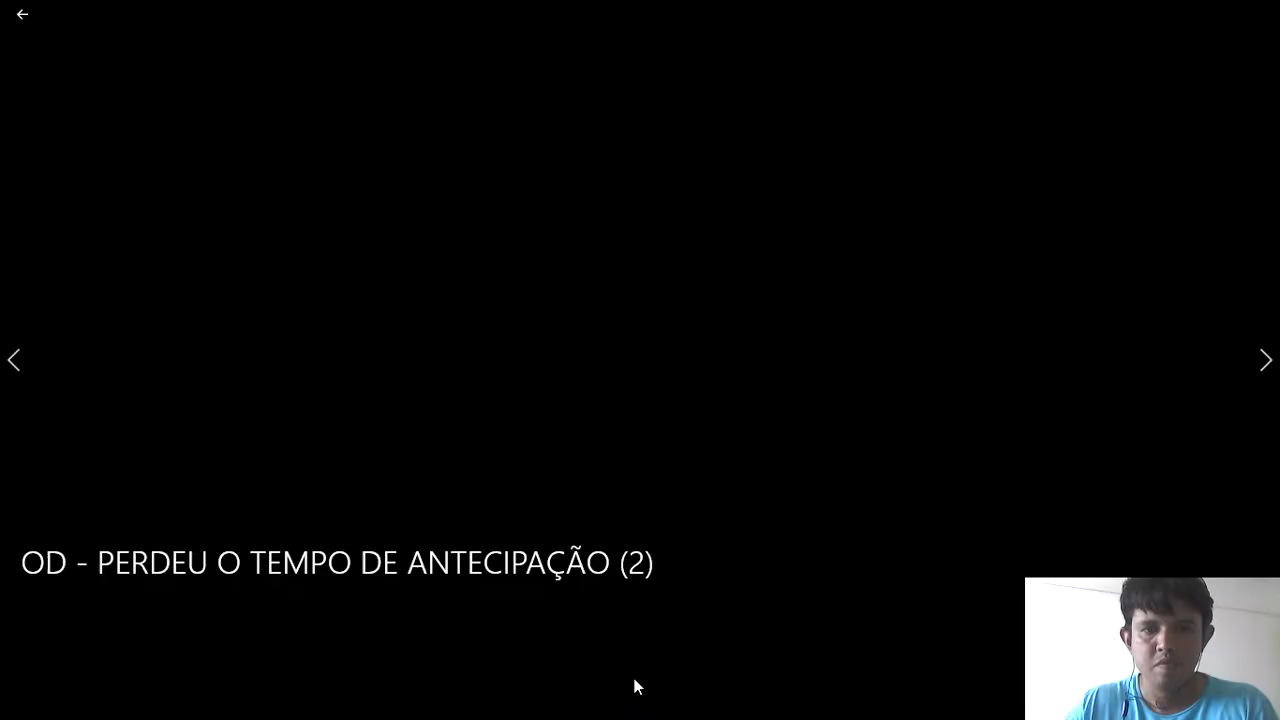 OD - PERDEU O TEMPO DE ANTECIPAÇÃO (2)